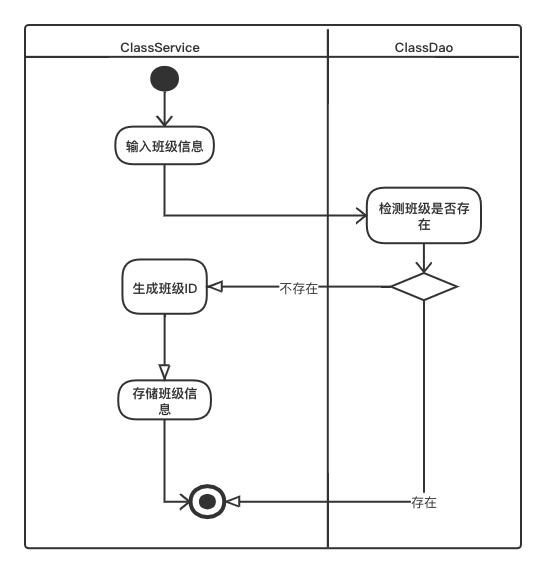 ClassService
ClassDao
输入班级信息
检测班级是否存
在
生成班级ID
不存在
存储班级信
息
存在